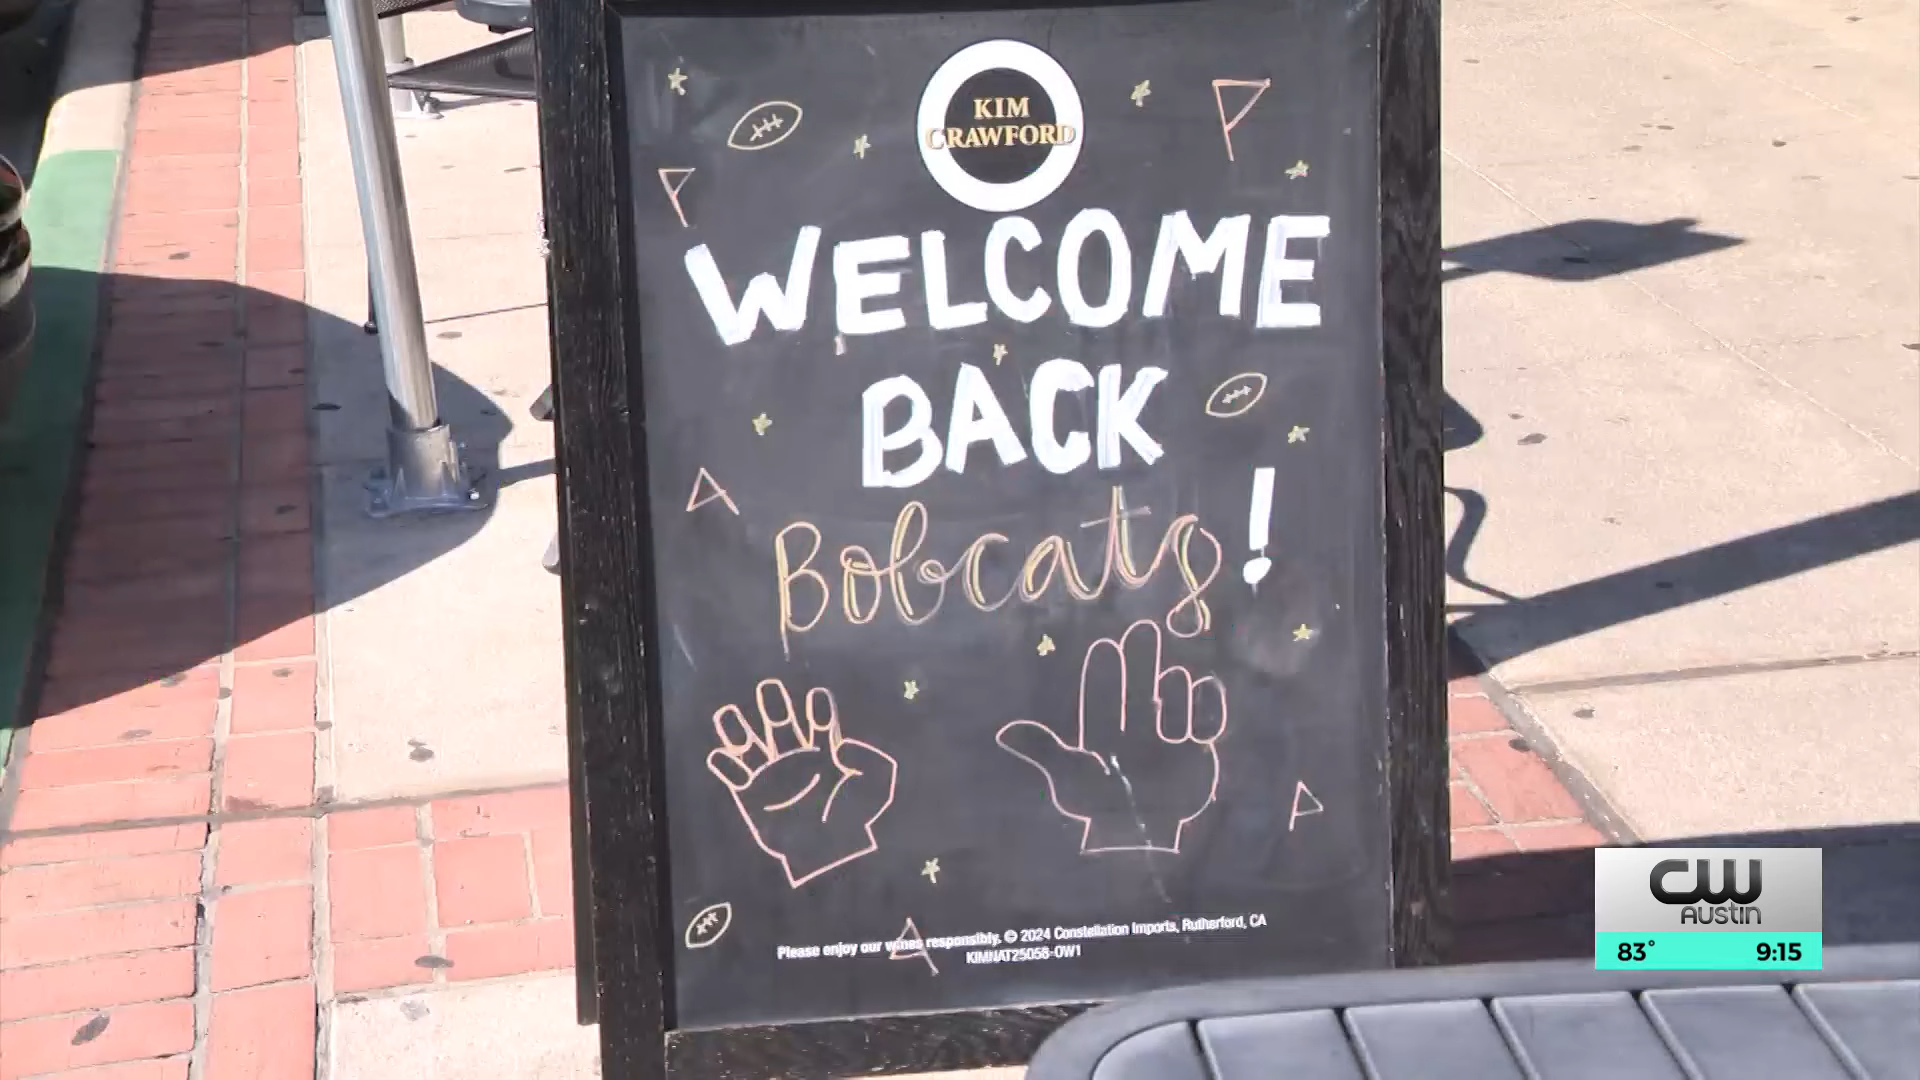 KIM
CRAWFORD
WELCOME
BACK
Bobcats!
Please enjoy our wines responsibly. © 2024 Constellation Imports, Rutherford, CA
KIMNAT25058-OW1
CW
AUSTIN
83° 9:15